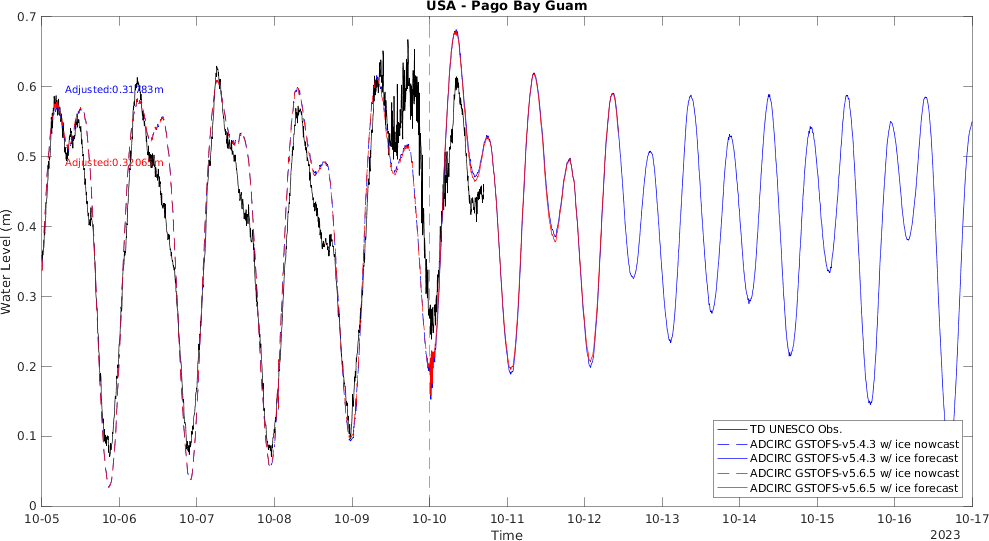 USA - Pago Bay Guam
0.7
0.6
0.5
0.4
0.3
0.2
0.1
0
Water Level (m)
Adjusted:0.31783m
Adjusted:0.32065m
TD UNESCO Obs.
ADCIRC GSTOFS-v5.4.3 w/ ice nowcast
ADCIRC GSTOFS-v5.4.3 w/ ice forecast
ADCIRC GSTOFS-v5.6.5 w/ ice nowcast
ADCIRC GSTOFS-v5.6.5 w/ ice forecast
10-05 10-06 10-07 10-08 10-09 10-10 10-11 10-12 10-13 10-14 10-15 10-16 10-17
Time
2023